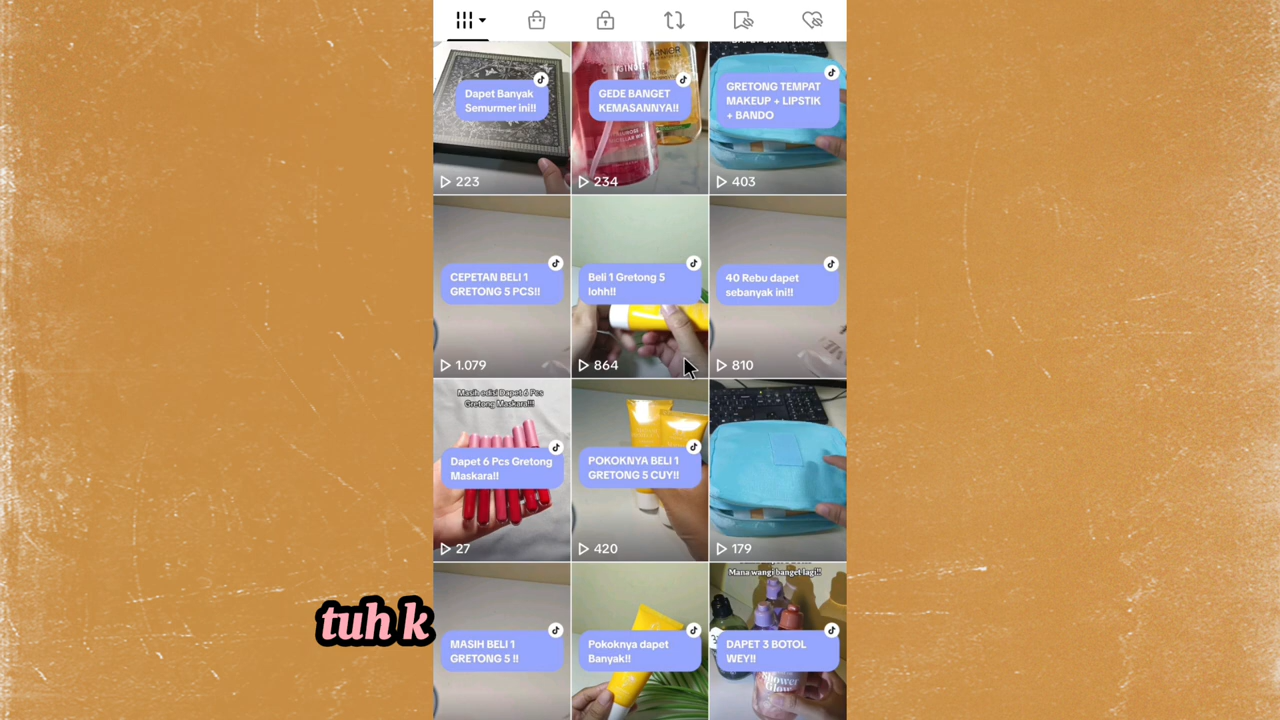 Dapet Banyak
Semurmer ini!!
223
GARNIER
GEDE BANGET
KEMASANNYA!!
234
GRETONG TEMPAT
MAKEUP + LIPSTIK
+ BANDO
403
CEPETAN BELI 1
GRETONG 5 PCS!!
1.079
Beli 1 Gretong 5
lohh!!
864
40 Rebu dapet
sebanyak ini!!
810
Masih edisi Dapet 6 Pcs
Gretong Maskara!!!
Dapet 6 Pcs Gretong
Maskara!!
27
POKOKNYA BELI 1
GRETONG 5 CUY!!
420
179
tuh k
MASIH BELI 1
GRETONG 5 !!
Pokoknya dapet
Banyak!!
Mana wangi banget lagi!!!
DAPET 3 BOTOL
WEY!!